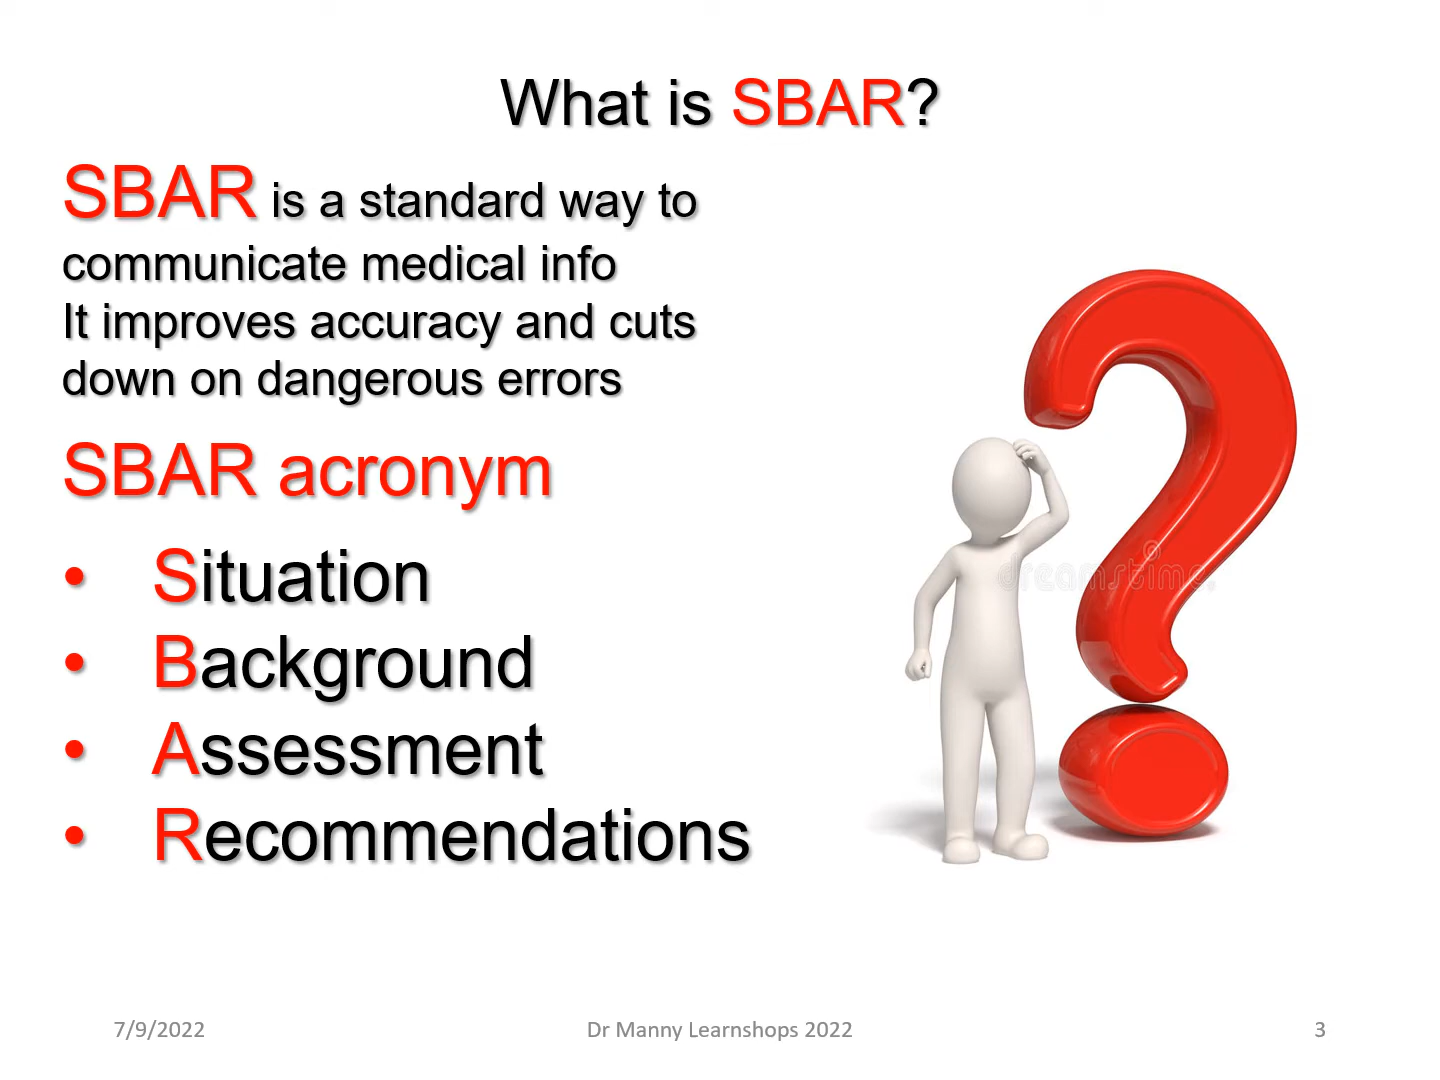 What is SBAR?
SBAR is a standard way to
communicate medical info
It improves accuracy and cuts
down on dangerous errors
SBAR acronym
• Situation
• Background
• Assessment
• Recommendations
dreamstime
7/9/2022
Dr Manny Learnshops 2022
3